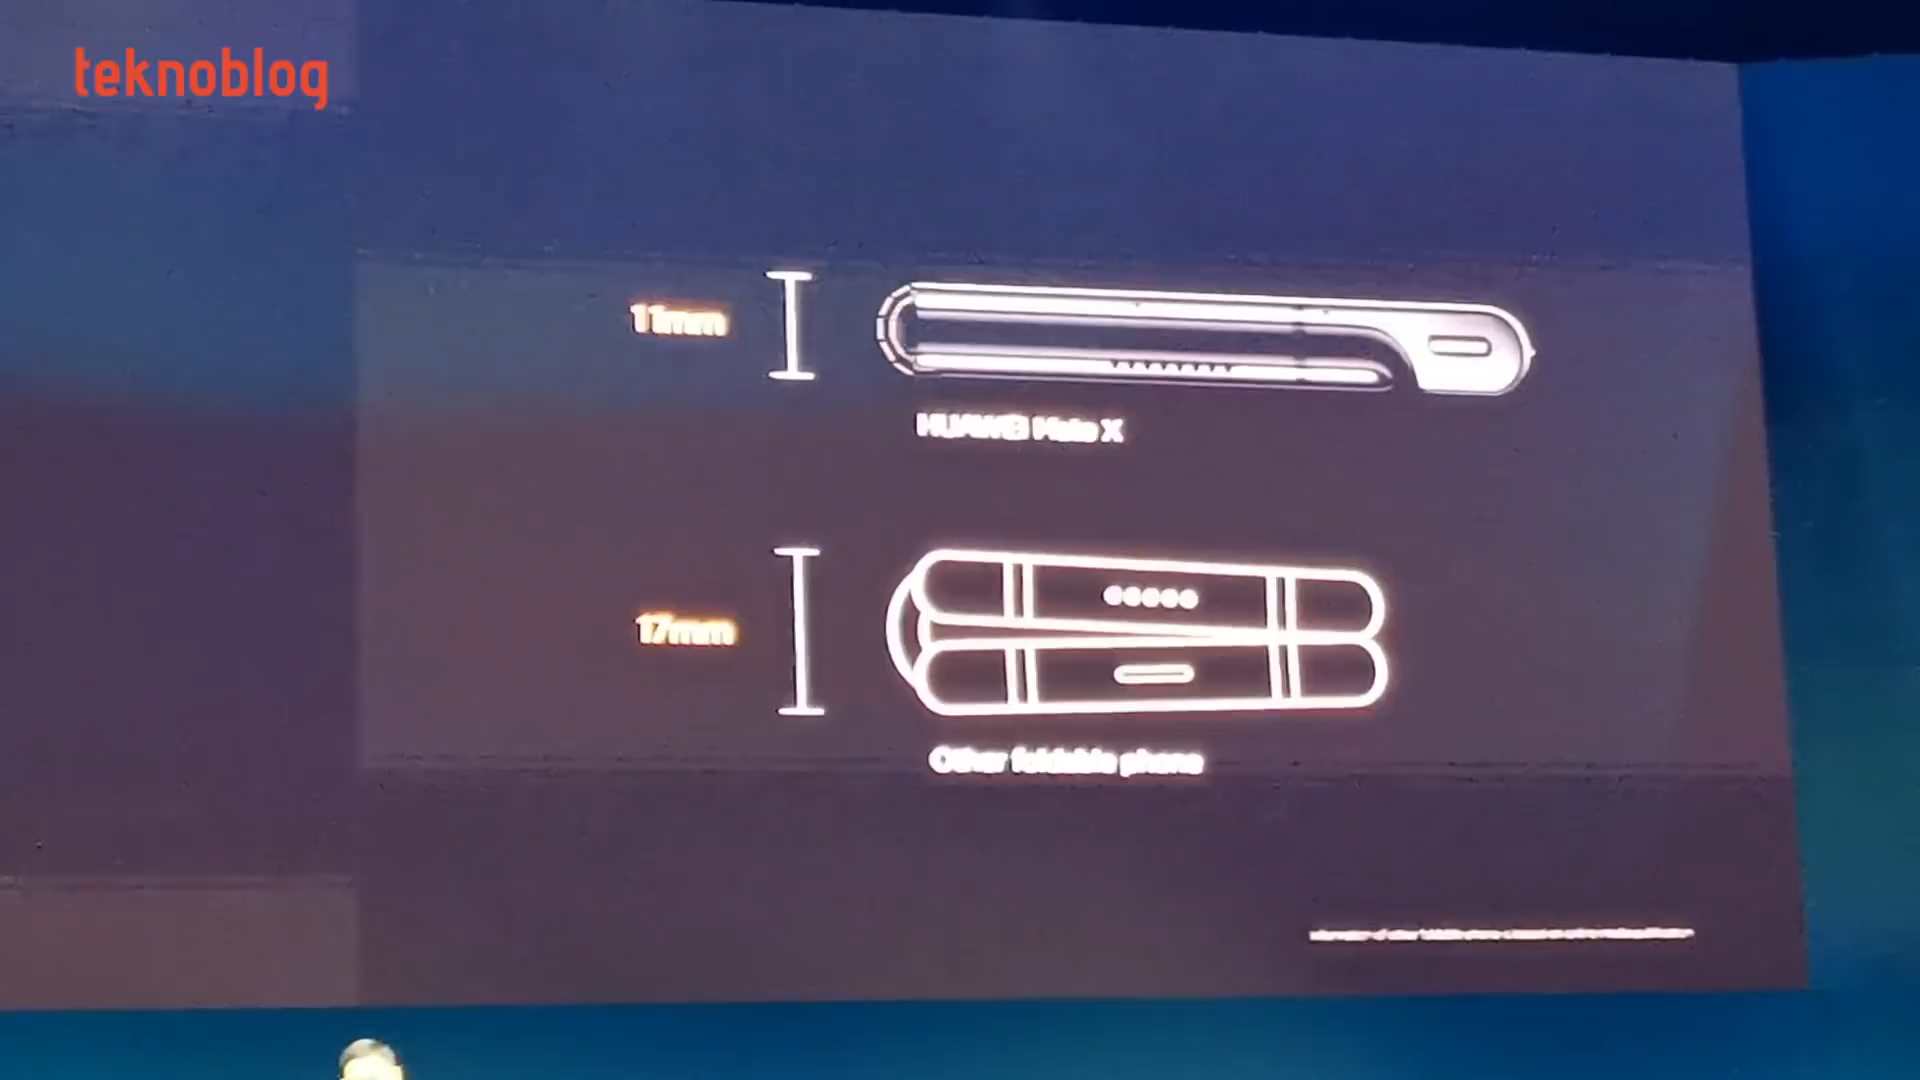 teknoblog
11mm
HUAWEI Mate X
17mm
Other foldable phone